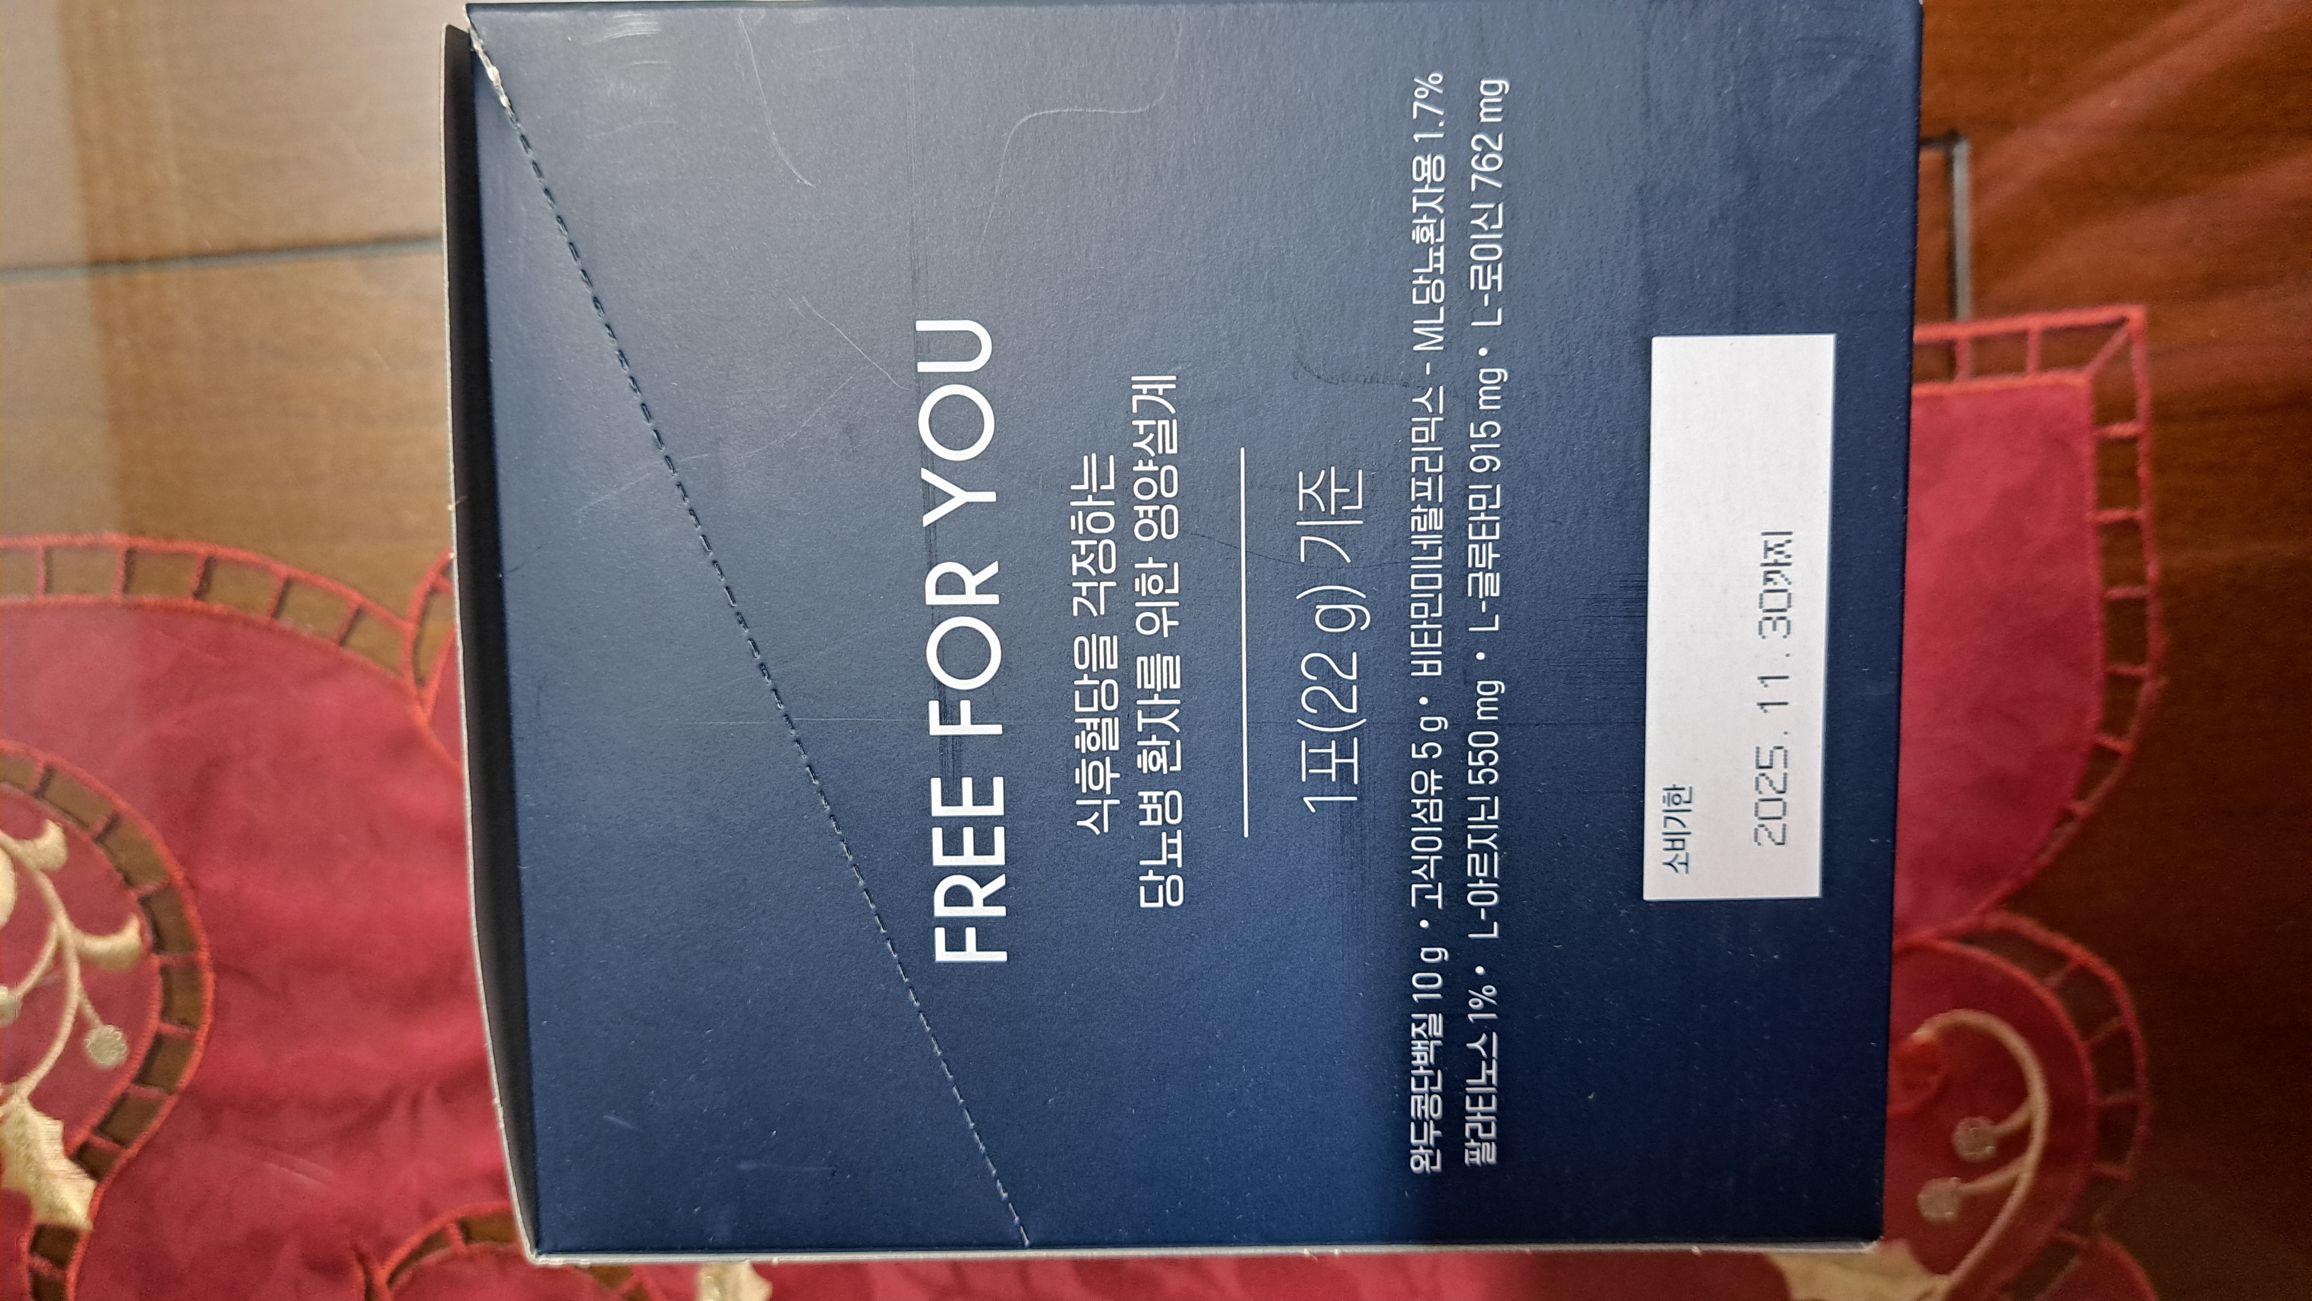 FREE FOR YOU
식후혈당을 걱정하는
당뇨병 환자를 위한 영양설계
1포(22 g) 기준
완두콩단백질 10 g • 고식이섬유 5 g • 비타민미네랄프리믹스 - ML당뇨환자용 1.7%
팔라티노스 1% • L-아르지닌 550 mg • L-글루타민 915 mg • L-로이신 762 mg
소비기한
2025. 11. 30까지